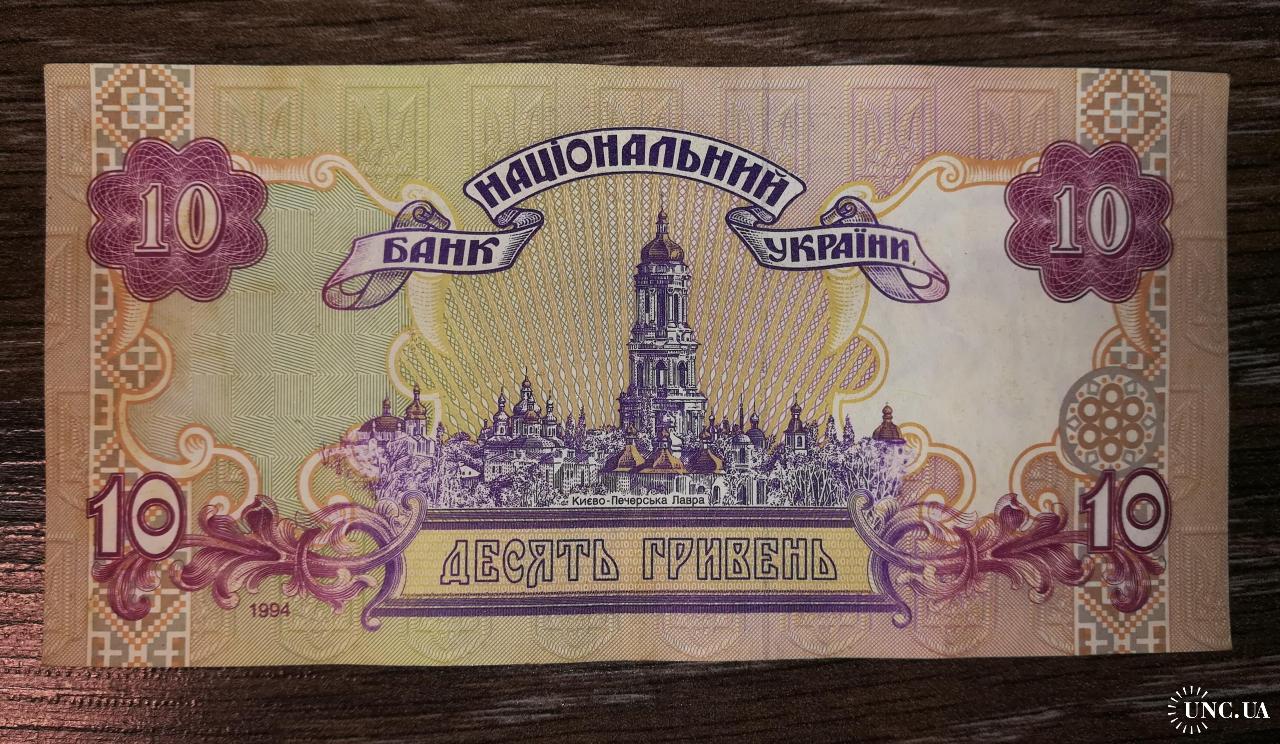 НАЦІОНАЛЬНИЙ
БАНК УКРАЇНИ
10 10
Києво-Печерська Лавра
10 10
ДЕСЯТЬ ГРИВЕНЬ
1994
UNC.UA